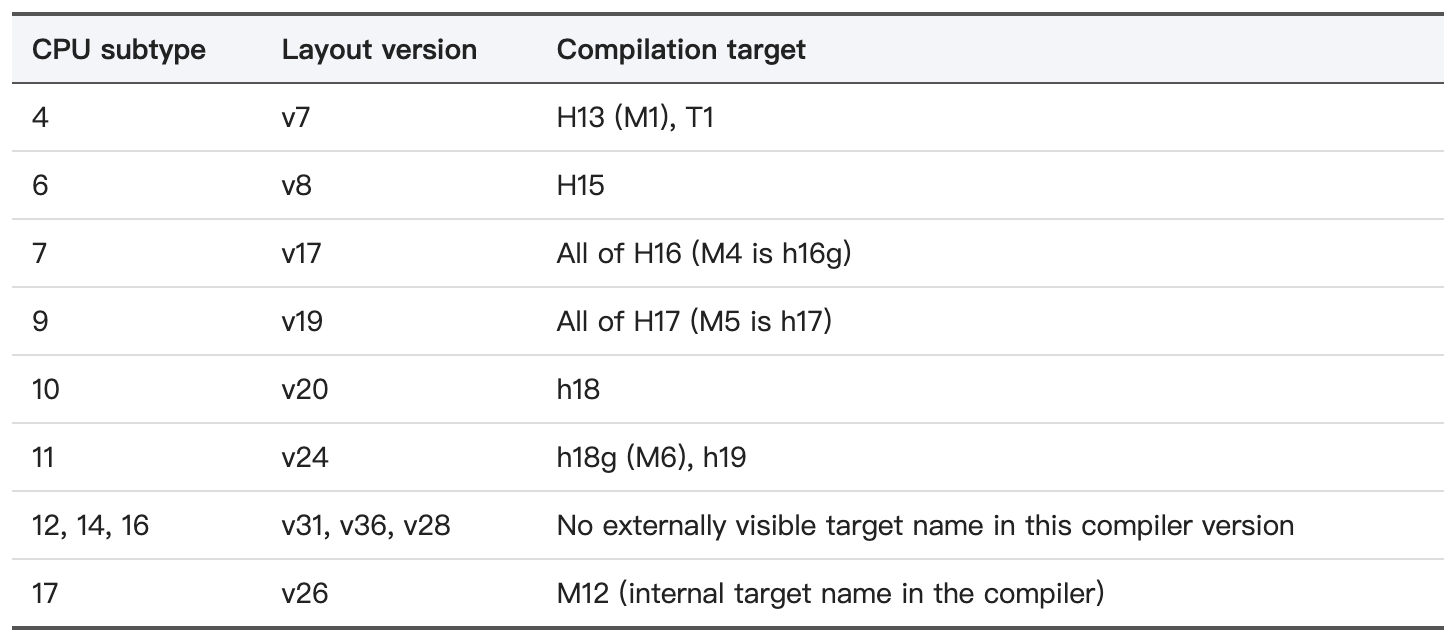 CPU subtype Layout version Compilation target
4 v7 H13 (M1), T1
6 v8 H15
7 v17 All of H16 (M4 is h16g)
9 v19 All of H17 (M5 is h17)
10 v20 h18
11 v24 h18g (M6), h19
12, 14, 16 v31, v36, v28 No externally visible target name in this compiler version
17 v26 M12 (internal target name in the compiler)